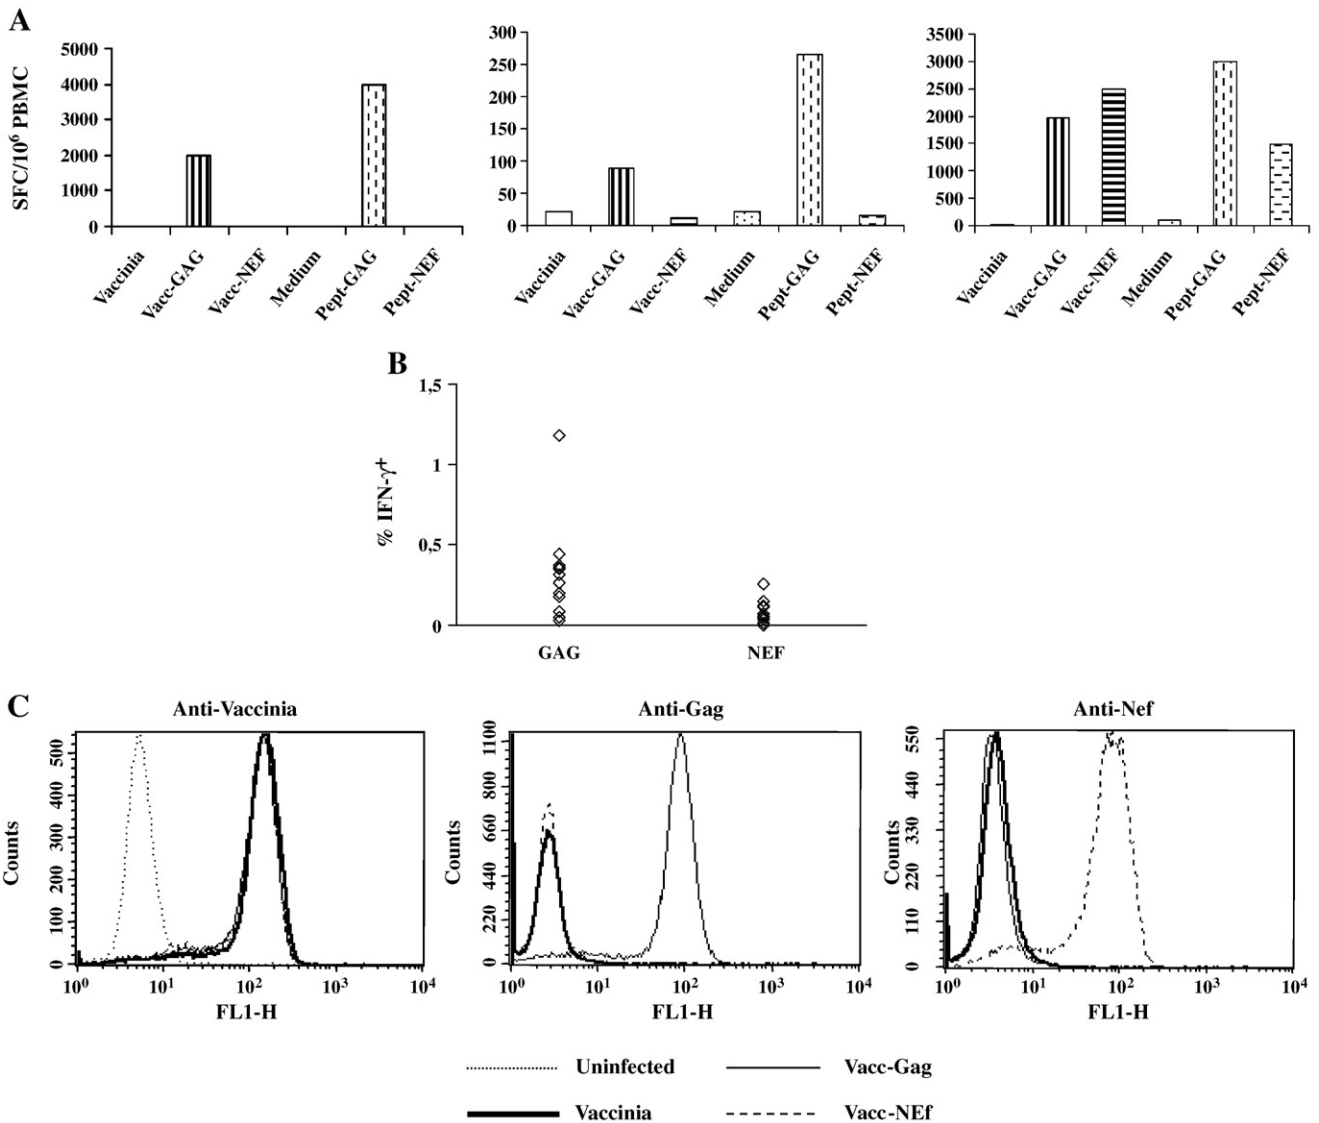 A
SFC/10⁶ PBMC
5000
4000
3000
2000
1000
0
Vaccinia
Vacc-GAG
Vacc-NEF
Medium
Pept-GAG
Pept-NEF
300
250
200
150
100
50
0
Vaccinia
Vacc-GAG
Vacc-NEF
Medium
Pept-GAG
Pept-NEF
3500
3000
2500
2000
1500
1000
500
0
Vaccinia
Vacc-GAG
Vacc-NEF
Medium
Pept-GAG
Pept-NEF
B
% IFN-γ+
1,5
1
0,5
0
GAG
NEF
C
Anti-Vaccinia
Counts
500
400
300
200
100
0
10⁰ 10¹ 10² 10³ 10⁴
FL1-H
Anti-Gag
Counts
1100
800
660
440
220
0
10⁰ 10¹ 10² 10³ 10⁴
FL1-H
Anti-Nef
Counts
550
440
330
220
110
0
10⁰ 10¹ 10² 10³ 10⁴
FL1-H
Uninfected
Vacc-Gag
Vaccinia
Vacc-NEf